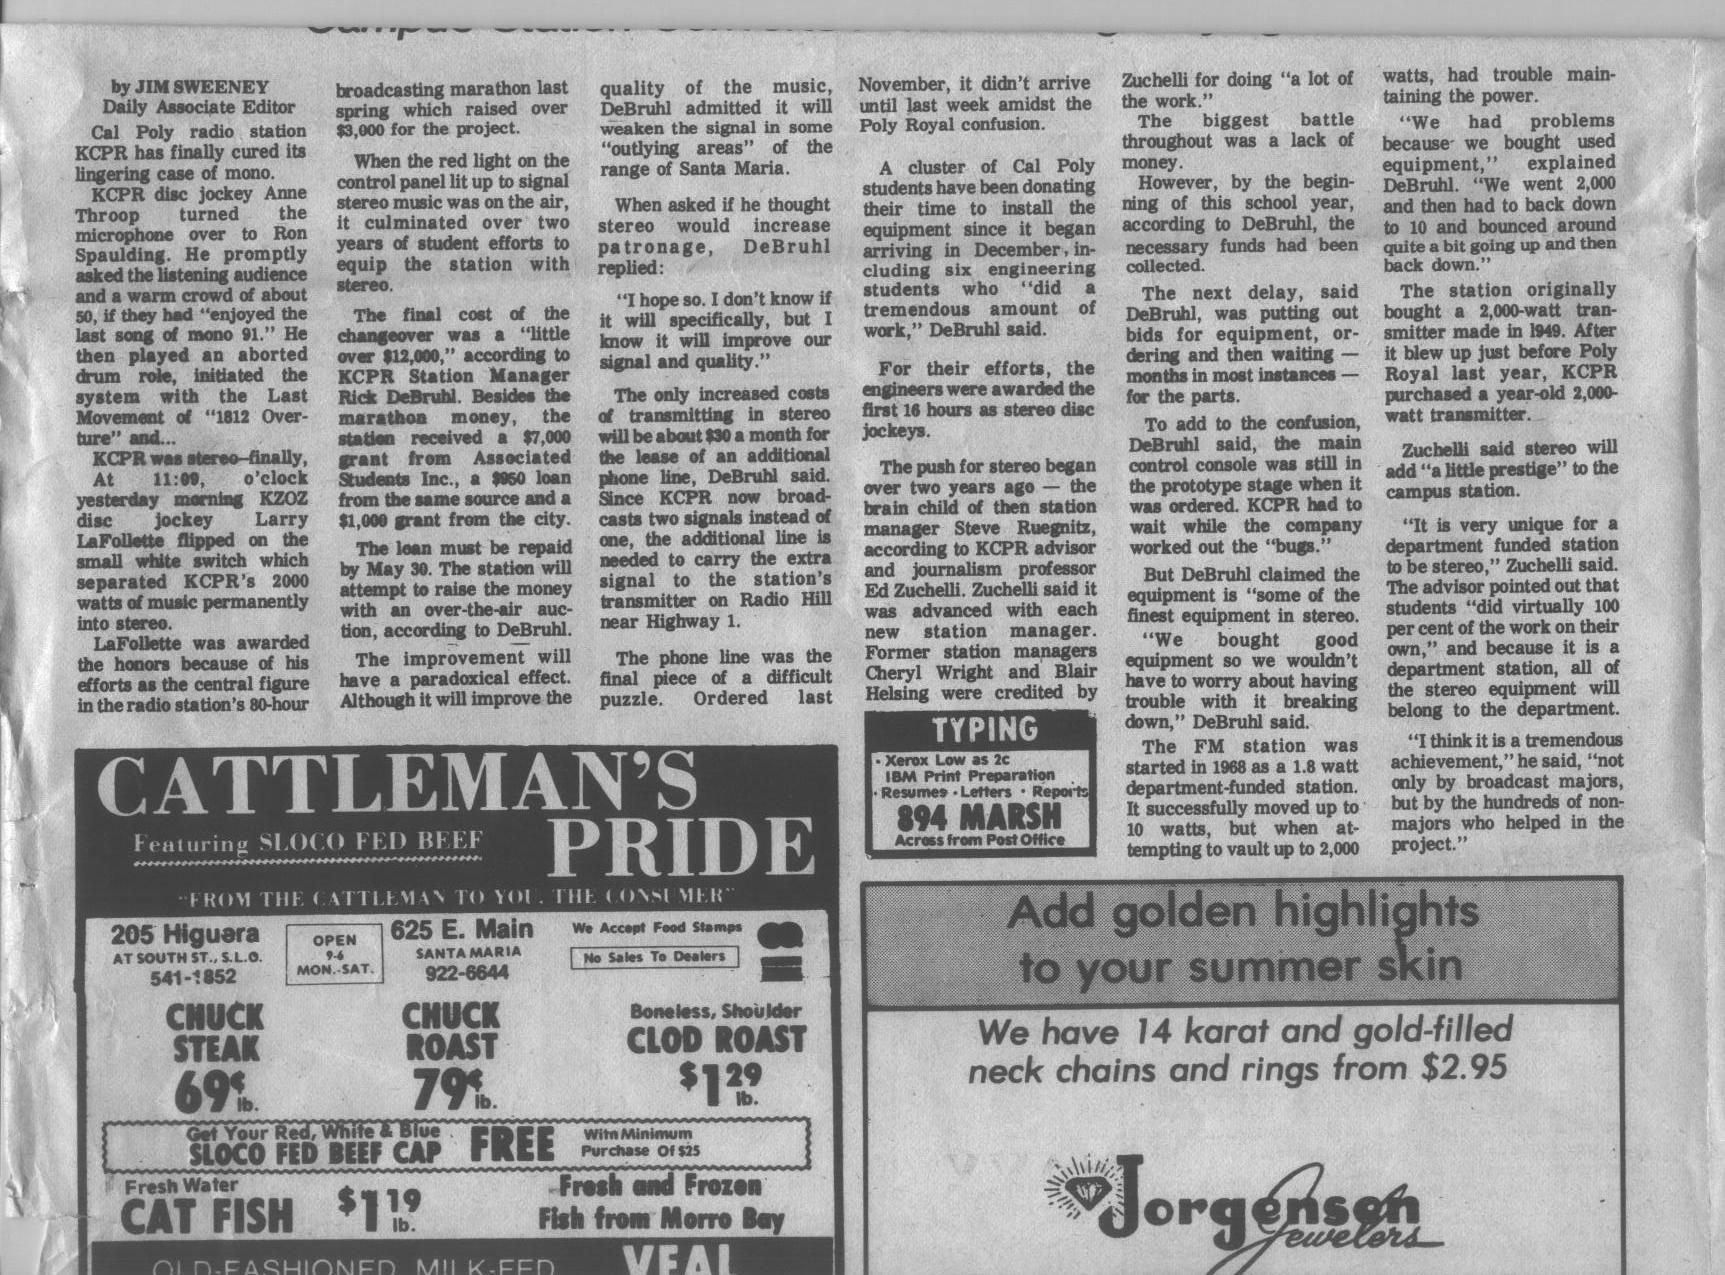 by JIM SWEENEY
Daily Associate Editor
Cal Poly radio station
KCPR has finally cured its
lingering case of mono.
KCPR disc jockey Anne
Throop turned the
microphone over to Ron
Spaulding. He promptly
asked the listening audience
and a warm crowd of about
50, if they had "enjoyed the
last song of mono 91." He
then played an aborted
drum role, initiated the
system with the Last
Movement of "1812 Over-
ture" and...
KCPR was stereo—finally,
At 11:09, o'clock
yesterday morning KZOZ
disc jockey Larry
LaFollette flipped on the
small white switch which
separated KCPR's 2000
watts of music permanently
into stereo.
LaFollette was awarded
the honors because of his
efforts as the central figure
in the radio station's 80-hour
broadcasting marathon last
spring which raised over
$3,000 for the project.
When the red light on the
control panel lit up to signal
stereo music was on the air,
it culminated over two
years of student efforts to
equip the station with
stereo.
The final cost of the
changeover was a "little
over $12,000," according to
KCPR Station Manager
Rick DeBruhl. Besides the
marathon money, the
station received a $7,000
grant from Associated
Students Inc., a $950 loan
from the same source and a
$1,000 grant from the city.
The loan must be repaid
by May 30. The station will
attempt to raise the money
with an over-the-air auc-
tion, according to DeBruhl.
The improvement will
have a paradoxical effect.
Although it will improve the
quality of the music,
DeBruhl admitted it will
weaken the signal in some
"outlying areas" of the
range of Santa Maria.
When asked if he thought
stereo would increase
patronage, DeBruhl
replied:
"I hope so. I don't know if
it will specifically, but I
know it will improve our
signal and quality."
The only increased costs
of transmitting in stereo
will be about $30 a month for
the lease of an additional
phone line, DeBruhl said.
Since KCPR now broad-
casts two signals instead of
one, the additional line is
needed to carry the extra
signal to the station's
transmitter on Radio Hill
near Highway 1.
The phone line was the
final piece of a difficult
puzzle. Ordered last
November, it didn't arrive
until last week amidst the
Poly Royal confusion.
A cluster of Cal Poly
students have been donating
their time to install the
equipment since it began
arriving in December, in-
cluding six engineering
students who "did a
tremendous amount of
work," DeBruhl said.
For their efforts, the
engineers were awarded the
first 16 hours as stereo disc
jockeys.
The push for stereo began
over two years ago — the
brain child of then station
manager Steve Ruegnitz,
according to KCPR advisor
and journalism professor
Ed Zuchelli. Zuchelli said it
was advanced with each
new station manager.
Former station managers
Cheryl Wright and Blair
Helsing were credited by
Zuchelli for doing "a lot of
the work."
The biggest battle
throughout was a lack of
money.
However, by the begin-
ning of this school year,
according to DeBruhl, the
necessary funds had been
collected.
The next delay, said
DeBruhl, was putting out
bids for equipment, or-
dering and then waiting —
months in most instances —
for the parts.
To add to the confusion,
DeBruhl said, the main
control console was still in
the prototype stage when it
was ordered. KCPR had to
wait while the company
worked out the "bugs."
But DeBruhl claimed the
equipment is "some of the
finest equipment in stereo.
"We bought good
equipment so we wouldn't
have to worry about having
trouble with it breaking
down," DeBruhl said.
The FM station was
started in 1968 as a 1.8 watt
department-funded station.
It successfully moved up to
10 watts, but when at-
tempting to vault up to 2,000
watts, had trouble main-
taining the power.
"We had problems
because we bought used
equipment," explained
DeBruhl. "We went 2,000
and then had to back down
to 10 and bounced around
quite a bit going up and then
back down."
The station originally
bought a 2,000-watt tran-
smitter made in 1949. After
it blew up just before Poly
Royal last year, KCPR
purchased a year-old 2,000-
watt transmitter.
Zuchelli said stereo will
add "a little prestige" to the
campus station.
"It is very unique for a
department funded station
to be stereo," Zuchelli said.
The advisor pointed out that
students "did virtually 100
per cent of the work on their
own," and because it is a
department station, all of
the stereo equipment will
belong to the department.
"I think it is a tremendous
achievement," he said, "not
only by broadcast majors,
but by the hundreds of non-
majors who helped in the
project."
TYPING
• Xerox Low as 2c
IBM Print Preparation
• Resumes • Letters • Reports
894 MARSH
Across from Post Office
CATTLEMAN'S
PRIDE
Featuring SLOCO FED BEEF
"FROM THE CATTLEMAN TO YOU, THE CONSUMER"
205 Higuera
AT SOUTH ST., S.L.O.
541-1852
OPEN
9-6
MON.-SAT.
625 E. Main
SANTA MARIA
922-6644
We Accept Food Stamps
No Sales To Dealers
CHUCK
STEAK
69¢ lb.
CHUCK
ROAST
79¢ lb.
Boneless, Shoulder
CLOD ROAST
$1 29 lb.
Get Your Red, White & Blue
SLOCO FED BEEF CAP
FREE
With Minimum
Purchase Of $25
Fresh Water
CAT FISH
$1 19 lb.
Fresh and Frozen
Fish from Morro Bay
OLD-FASHIONED MILK-FED
VEAL
Add golden highlights
to your summer skin
We have 14 karat and gold-filled
neck chains and rings from $2.95
Jorgensen
Jewelers